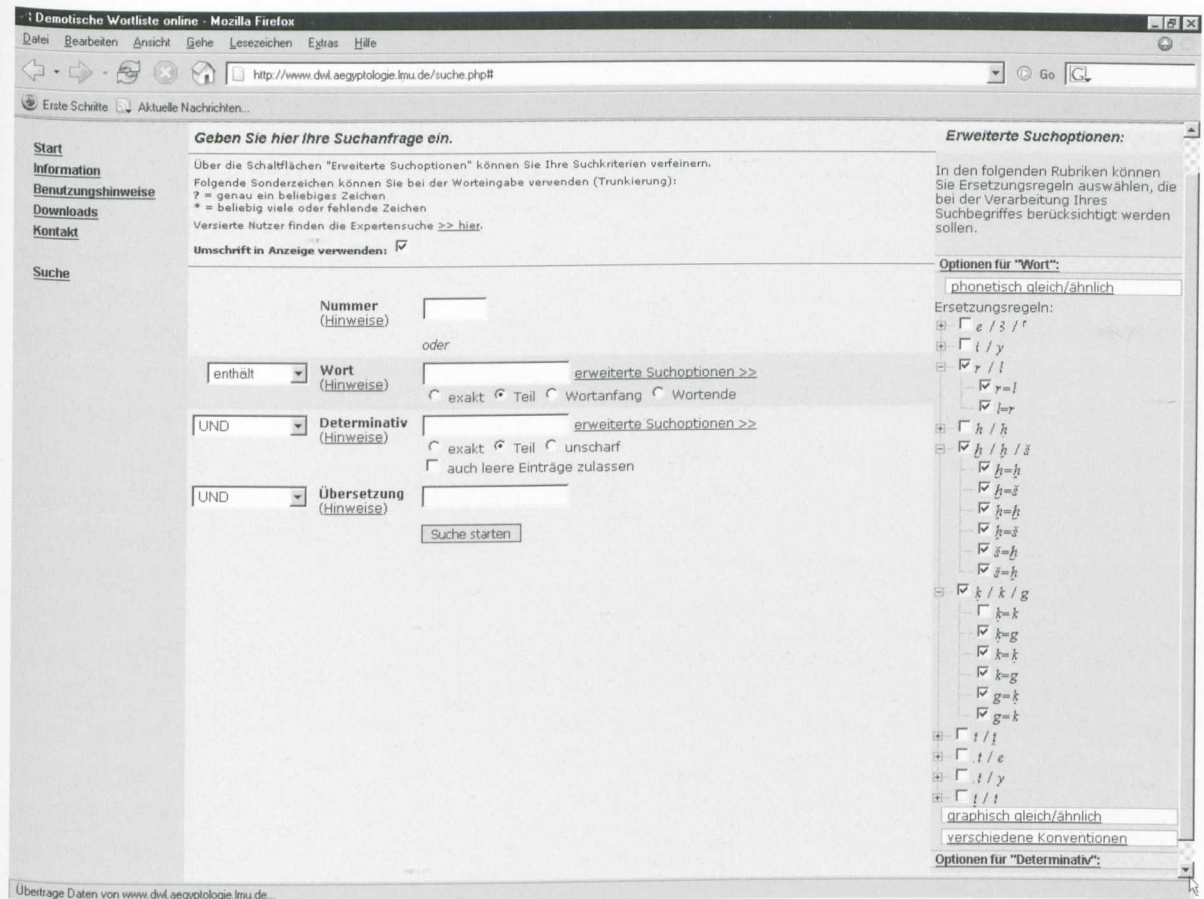 Demotische Wortliste online - Mozilla Firefox
Datei Bearbeiten Ansicht Gehe Lesezeichen Extras Hilfe
http://www.dwl.aegyptologie.lmu.de/suche.php#
Go
Erste Schritte Aktuelle Nachrichten...
Start
Information
Benutzungshinweise
Downloads
Kontakt
Suche
Geben Sie hier Ihre Suchanfrage ein.
Über die Schaltflächen "Erweiterte Suchoptionen" können Sie Ihre Suchkriterien verfeinern.
Folgende Sonderzeichen können Sie bei der Worteingabe verwenden (Trunkierung):
? = genau ein beliebiges Zeichen
* = beliebig viele oder fehlende Zeichen
Versierte Nutzer finden die Expertensuche >> hier.
Umschrift in Anzeige verwenden:
Nummer
(Hinweise)
oder
enthält Wort erweiterte Suchoptionen >>
(Hinweise)
exakt Teil Wortanfang Wortende
UND Determinativ erweiterte Suchoptionen >>
(Hinweise)
exakt Teil unscharf
auch leere Einträge zulassen
UND Übersetzung
(Hinweise)
Suche starten
Erweiterte Suchoptionen:
In den folgenden Rubriken können
Sie Ersetzungsregeln auswählen, die
bei der Verarbeitung Ihres
Suchbegriffes berücksichtigt werden
sollen.
Optionen für "Wort":
phonetisch gleich/ähnlich
Ersetzungsregeln:
e / ꜣ / ꜥ
i / y
r / l
r=l
l=r
ẖ / ḫ / š
ẖ=ḫ
ẖ=š
ḫ=ẖ
ḫ=š
š=ẖ
š=ḫ
ḳ / k / g
ḳ=k
ḳ=g
k=ḳ
k=g
g=ḳ
g=k
t / ṯ
.t / e
.t / y
ṭ / t
graphisch gleich/ähnlich
verschiedene Konventionen
Optionen für "Determinativ":
Übertrage Daten von www.dwl.aegyptologie.lmu.de...